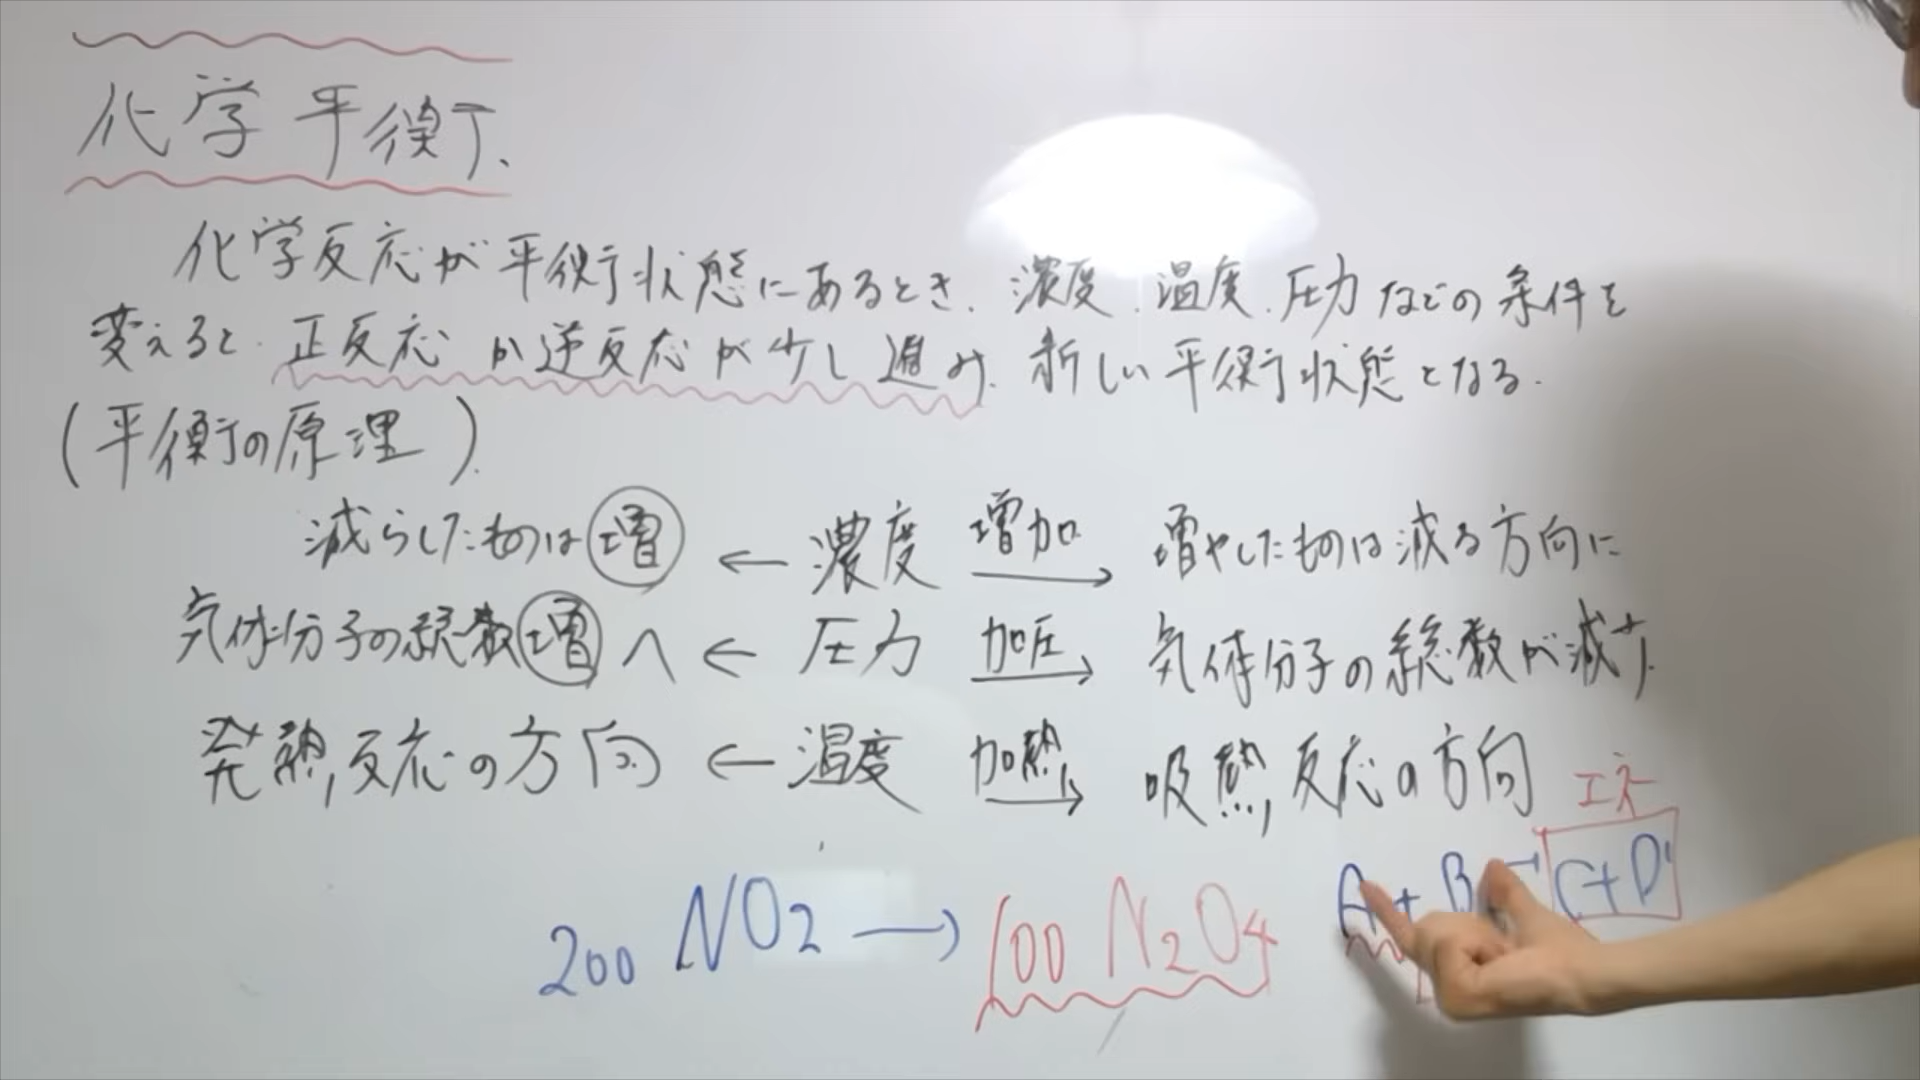 化学平衡.
化学反応が平衡状態にあるとき、濃度、温度、圧力などの条件を
変えると、正反応か逆反応が少し進み、新しい平衡状態となる.
(平衡の原理).
減らしたものは増 ← 濃度 増加→ 増やしたものは減る方向に
気体分子の総数増へ ← 圧力 加圧→ 気体分子の総数が減少.
発熱反応の方向 ← 温度 加熱→ 吸熱反応の方向
エネ
200 NO2 → 100 N2O4 A + B C+D